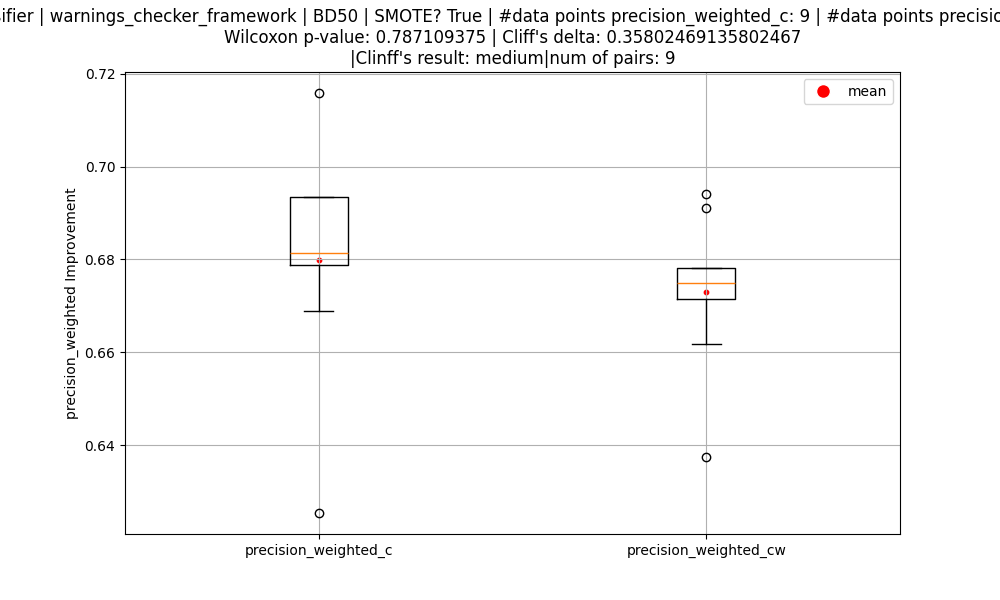 | warnings_checker_framework | BD50 | SMOTE? True | #data points precision_weighted_c: 9 | #data points
Wilcoxon p-value: 0.787109375 | Cliff's delta: 0.35802469135802467
|Clinff's result: medium|num of pairs: 9
mean
0.72
0.70
0.68
0.66
0.64
precision_weighted Improvement
precision_weighted_c
precision_weighted_cw